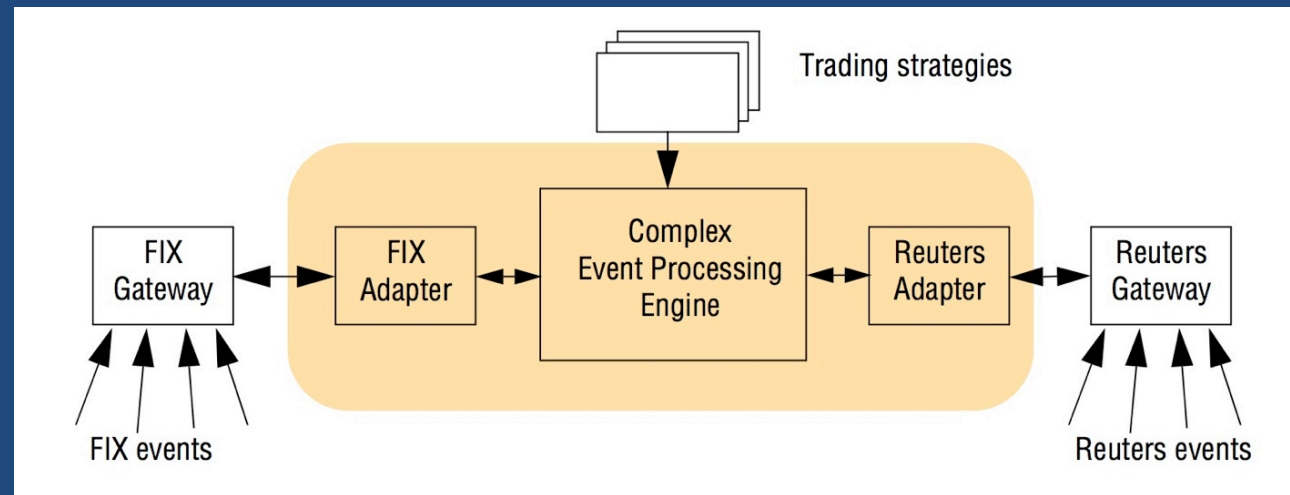 Trading strategies
FIX
Gateway
FIX
Adapter
Complex
Event Processing
Engine
Reuters
Adapter
Reuters
Gateway
FIX events
Reuters events